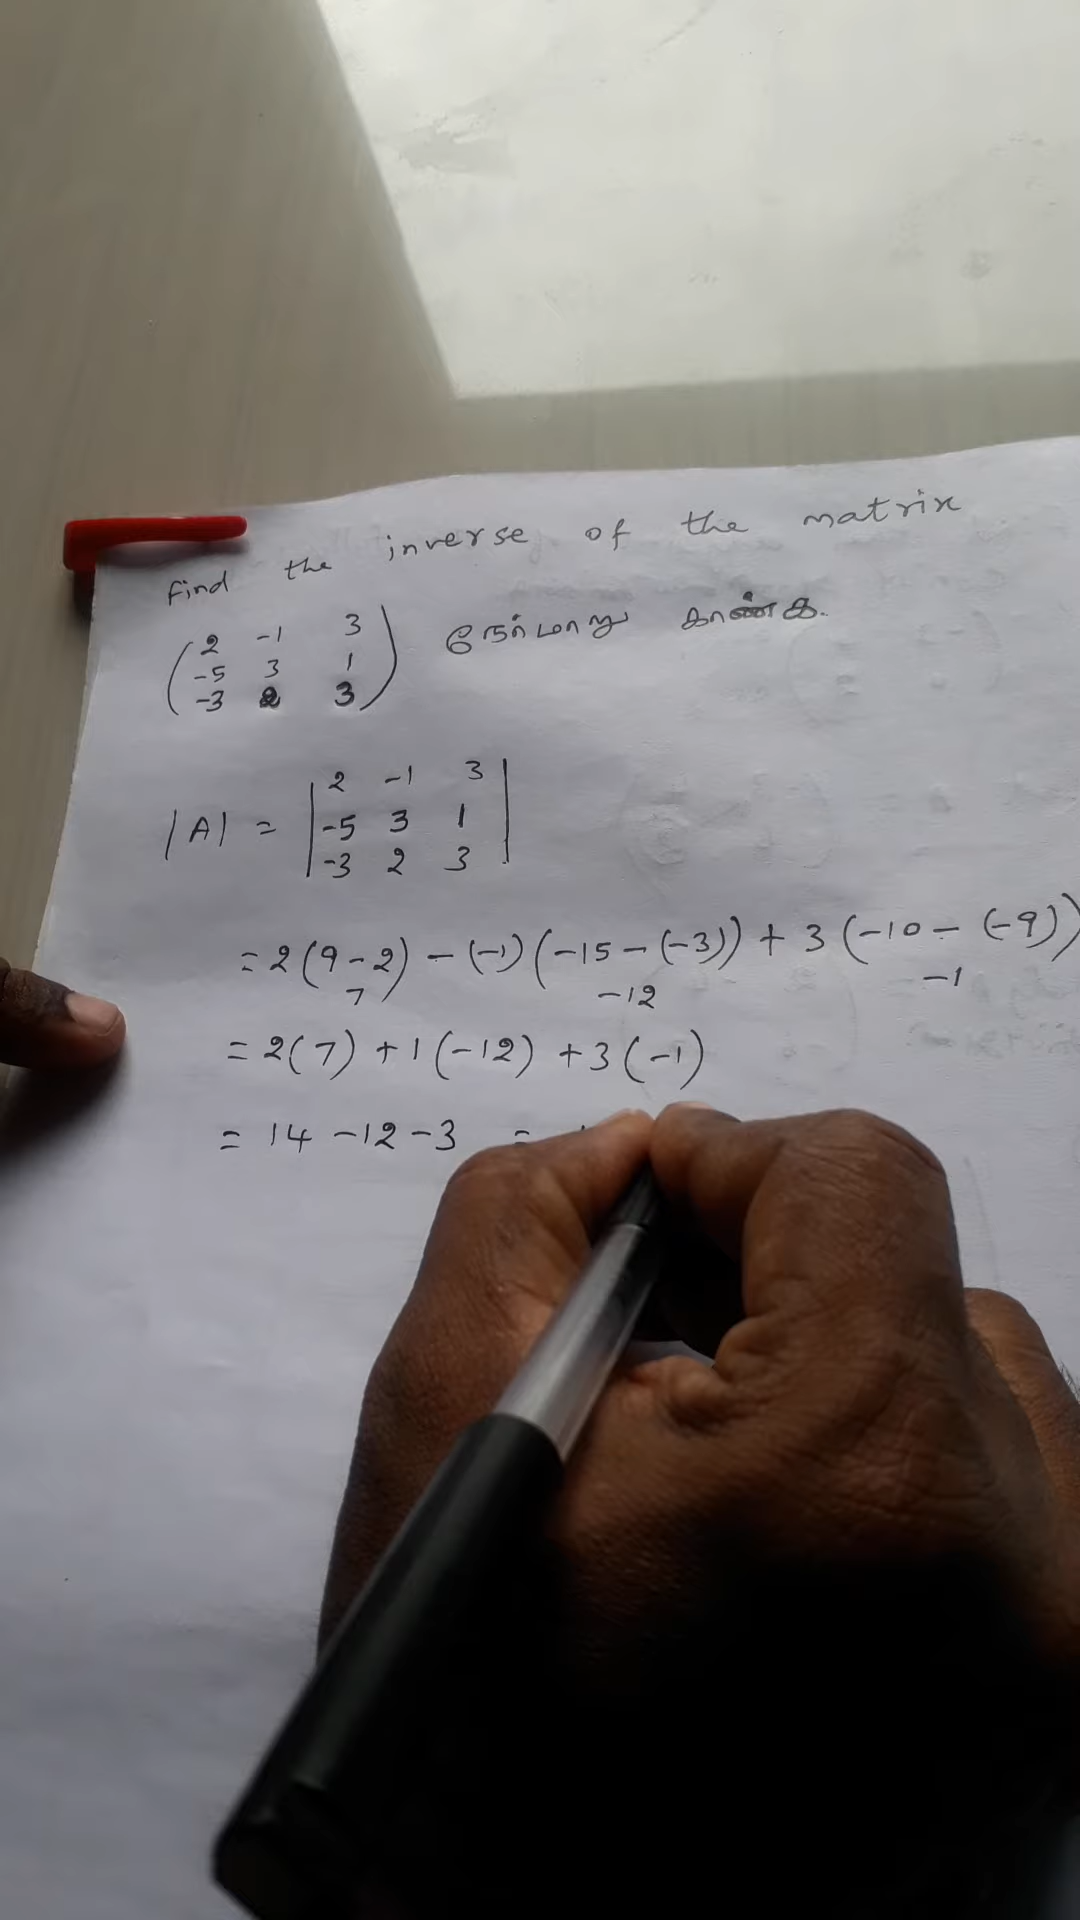 Find the inverse of the matrix
( 2 -1 3
-5 3 1
-3 2 3 ) நேர்மாறு காண்க.
|A| = | 2 -1 3
-5 3 1
-3 2 3 |
= 2(9-2) - (-1)(-15-(-3)) + 3(-10-(-9))
7 -12 -1
= 2(7) + 1(-12) + 3(-1)
= 14 -12 -3 =